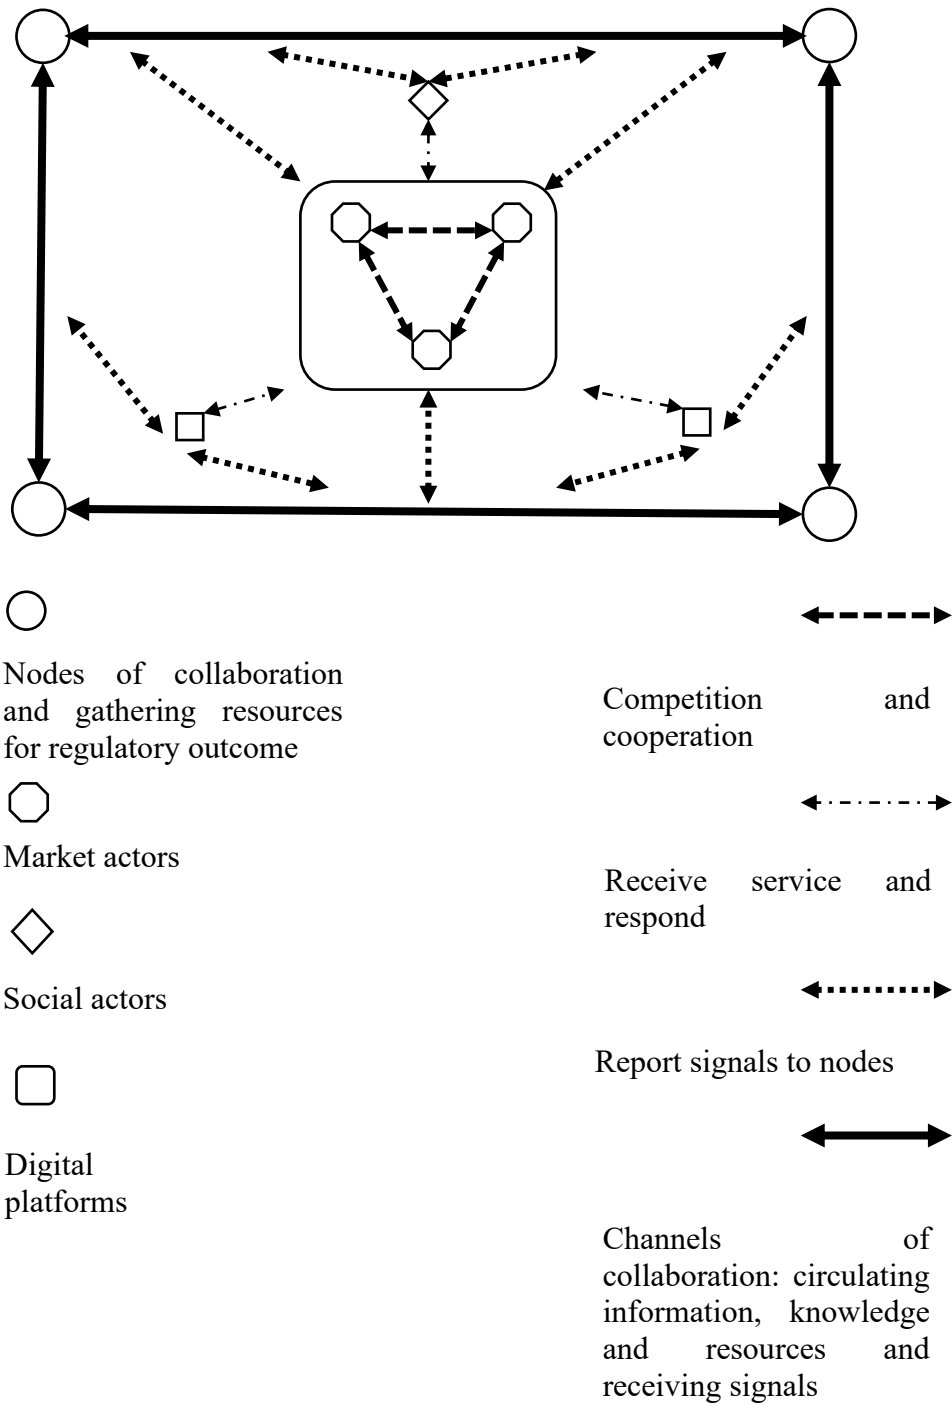 Nodes of collaboration
and gathering resources
for regulatory outcome
Market actors
Social actors
Digital
platforms
Competition and
cooperation
Receive service and
respond
Report signals to nodes
Channels of
collaboration: circulating
information, knowledge
and resources and
receiving signals